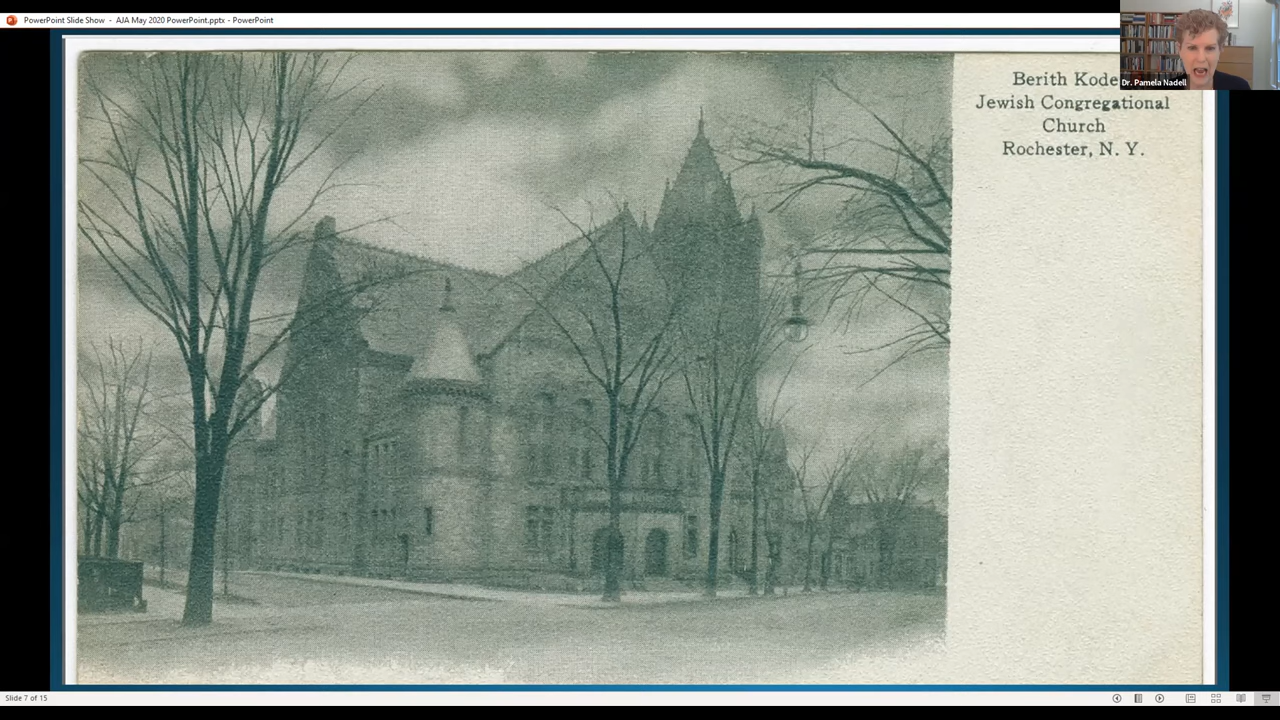 PowerPoint Slide Show - AJA May 2020 PowerPoint.pptx - PowerPoint
Dr. Pamela Nadell
Berith
Jewish Congregational
Church
Rochester, N. Y.
Slide 7 of 15